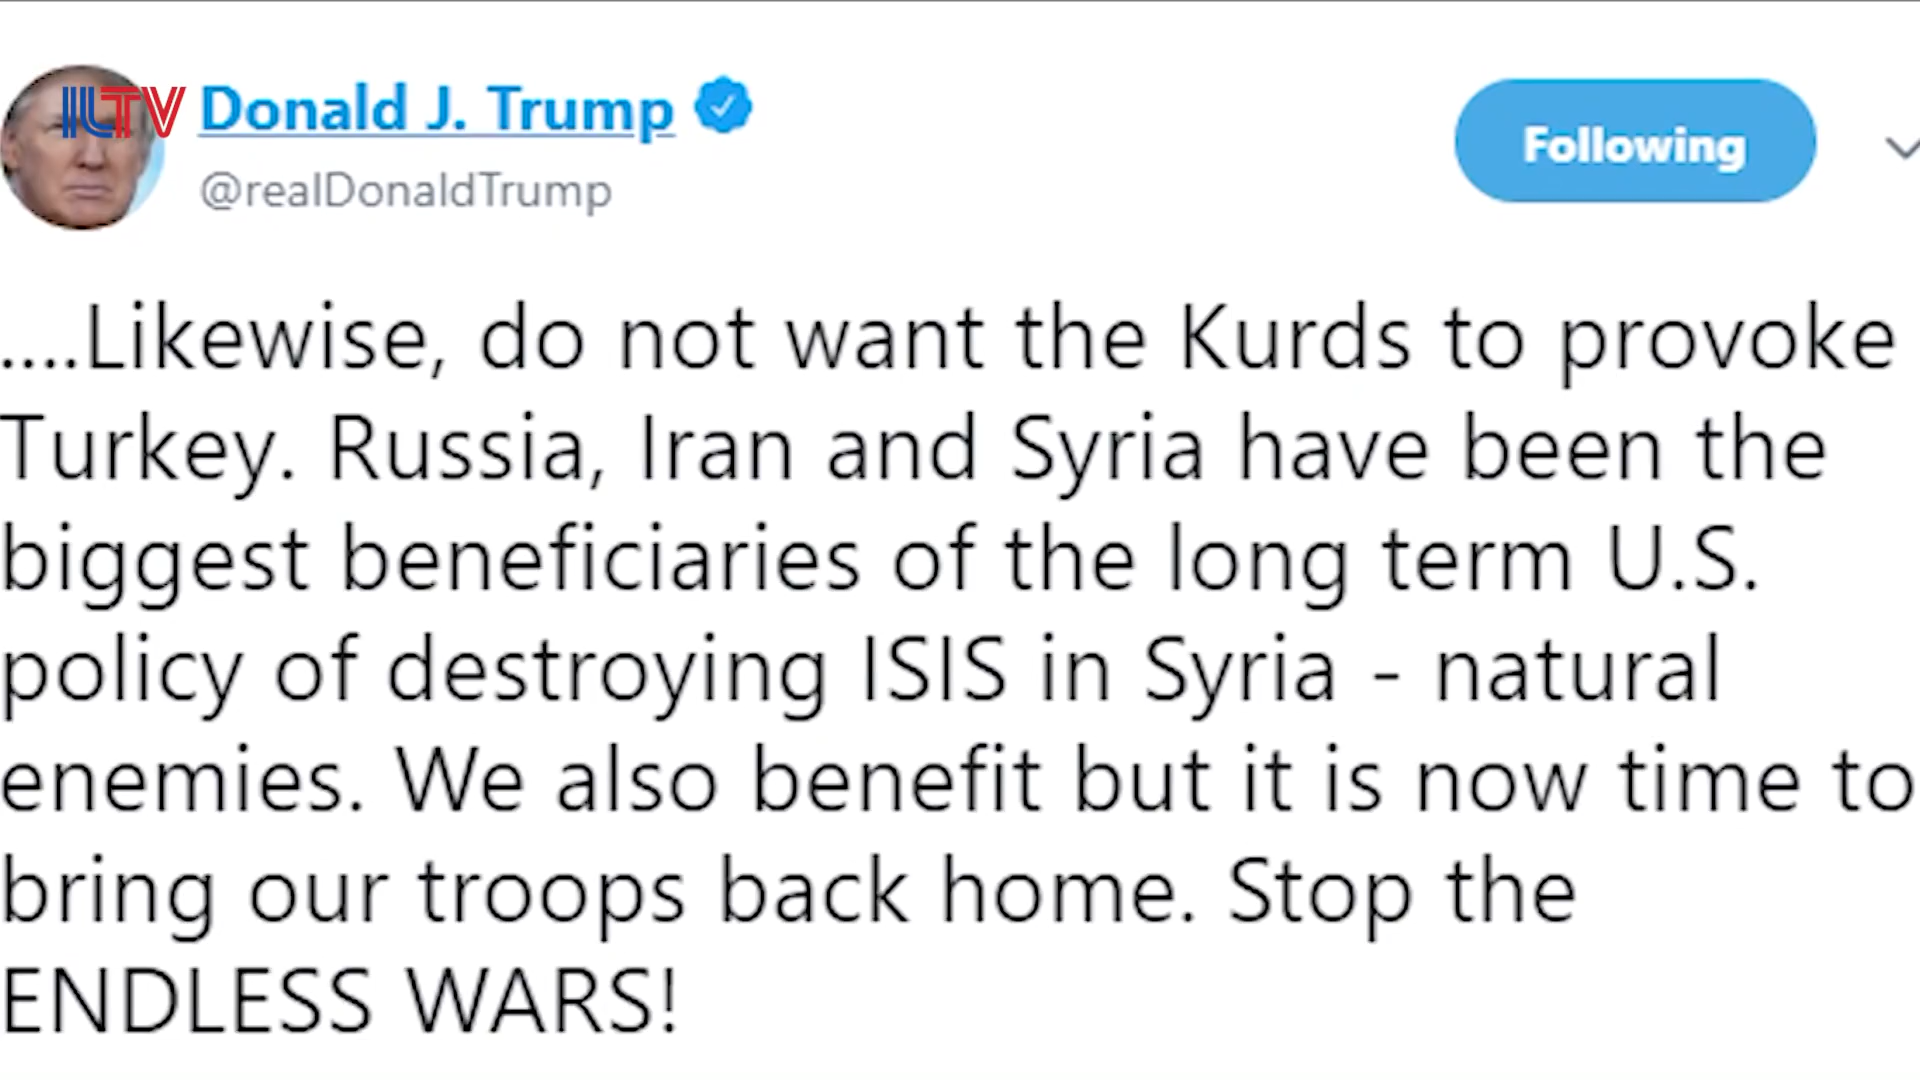 ILTV
Donald J. Trump
@realDonaldTrump
Following
....Likewise, do not want the Kurds to provoke
Turkey. Russia, Iran and Syria have been the
biggest beneficiaries of the long term U.S.
policy of destroying ISIS in Syria - natural
enemies. We also benefit but it is now time to
bring our troops back home. Stop the
ENDLESS WARS!